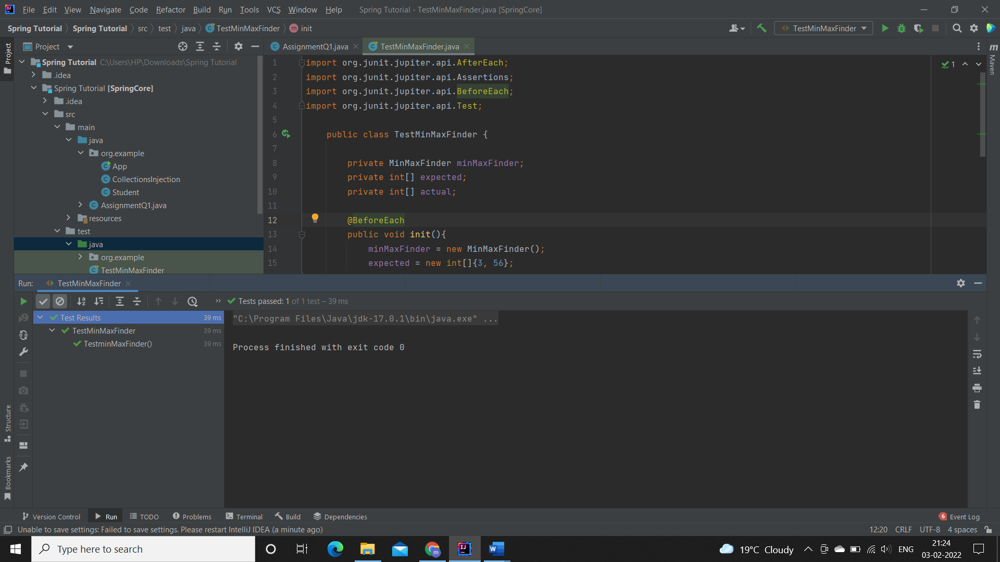 File Edit View Navigate Code Refactor Build Run Tools VCS Window Help Spring Tutorial - TestMinMaxFinder.java [SpringCore]
Spring Tutorial Spring Tutorial src test java TestMinMaxFinder m init
TestMinMaxFinder
Project
AssignmentQ1.java
TestMinMaxFinder.java
Project
Maven
Spring Tutorial C:\Users\HP\Downloads\Spring Tutorial
.idea
Spring Tutorial [SpringCore]
.idea
src
main
java
org.example
App
CollectionsInjection
Student
AssignmentQ1.java
resources
test
java
org.example
TestMinMaxFinder
1 import org.junit.jupiter.api.AfterEach;
2 import org.junit.jupiter.api.Assertions;
3 import org.junit.jupiter.api.BeforeEach;
4 import org.junit.jupiter.api.Test;
5
6 public class TestMinMaxFinder {
7
8 private MinMaxFinder minMaxFinder;
9 private int[] expected;
10 private int[] actual;
11
12 @BeforeEach
13 public void init(){
14 minMaxFinder = new MinMaxFinder();
15 expected = new int[]{3, 56};
1
Run: TestMinMaxFinder
Tests passed: 1 of 1 test – 39 ms
Test Results 39 ms
TestMinMaxFinder 39 ms
TestminMaxFinder() 39 ms
"C:\Program Files\Java\jdk-17.0.1\bin\java.exe" ...
Process finished with exit code 0
Structure
Bookmarks
Version Control Run TODO Problems Terminal Build Dependencies
6 Event Log
Unable to save settings: Failed to save settings. Please restart IntelliJ IDEA (a minute ago)
12:20 CRLF UTF-8 4 spaces
Type here to search
19°C Cloudy
ENG
21:24
03-02-2022